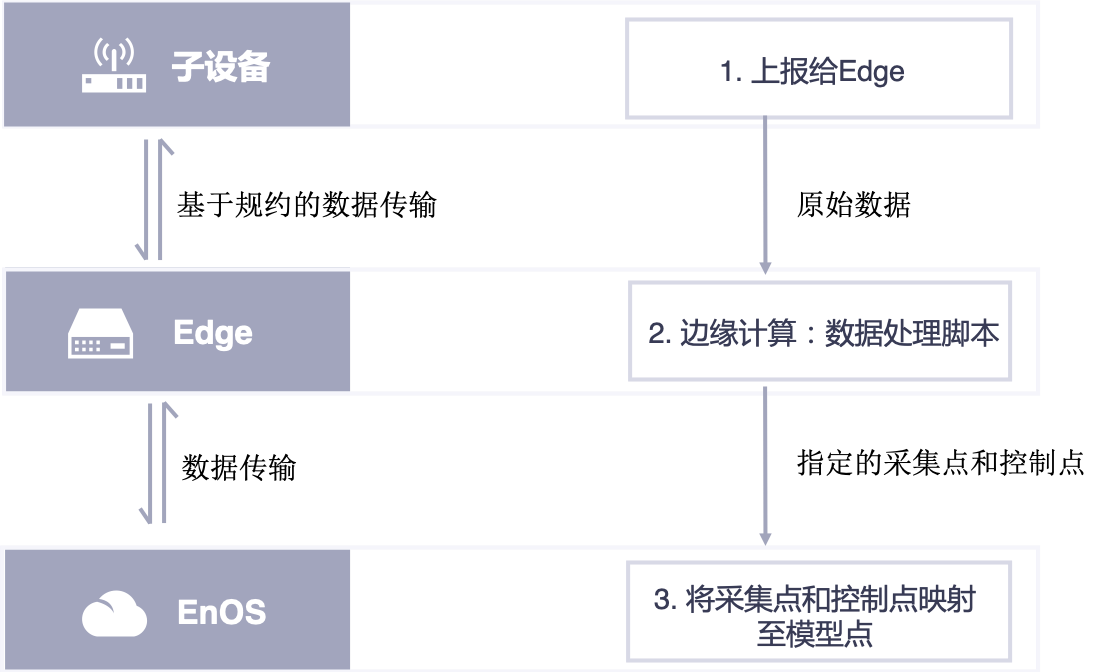 子设备
1. 上报给Edge
基于规约的数据传输
原始数据
Edge
2. 边缘计算：数据处理脚本
数据传输
指定的采集点和控制点
EnOS
3. 将采集点和控制点映射
至模型点